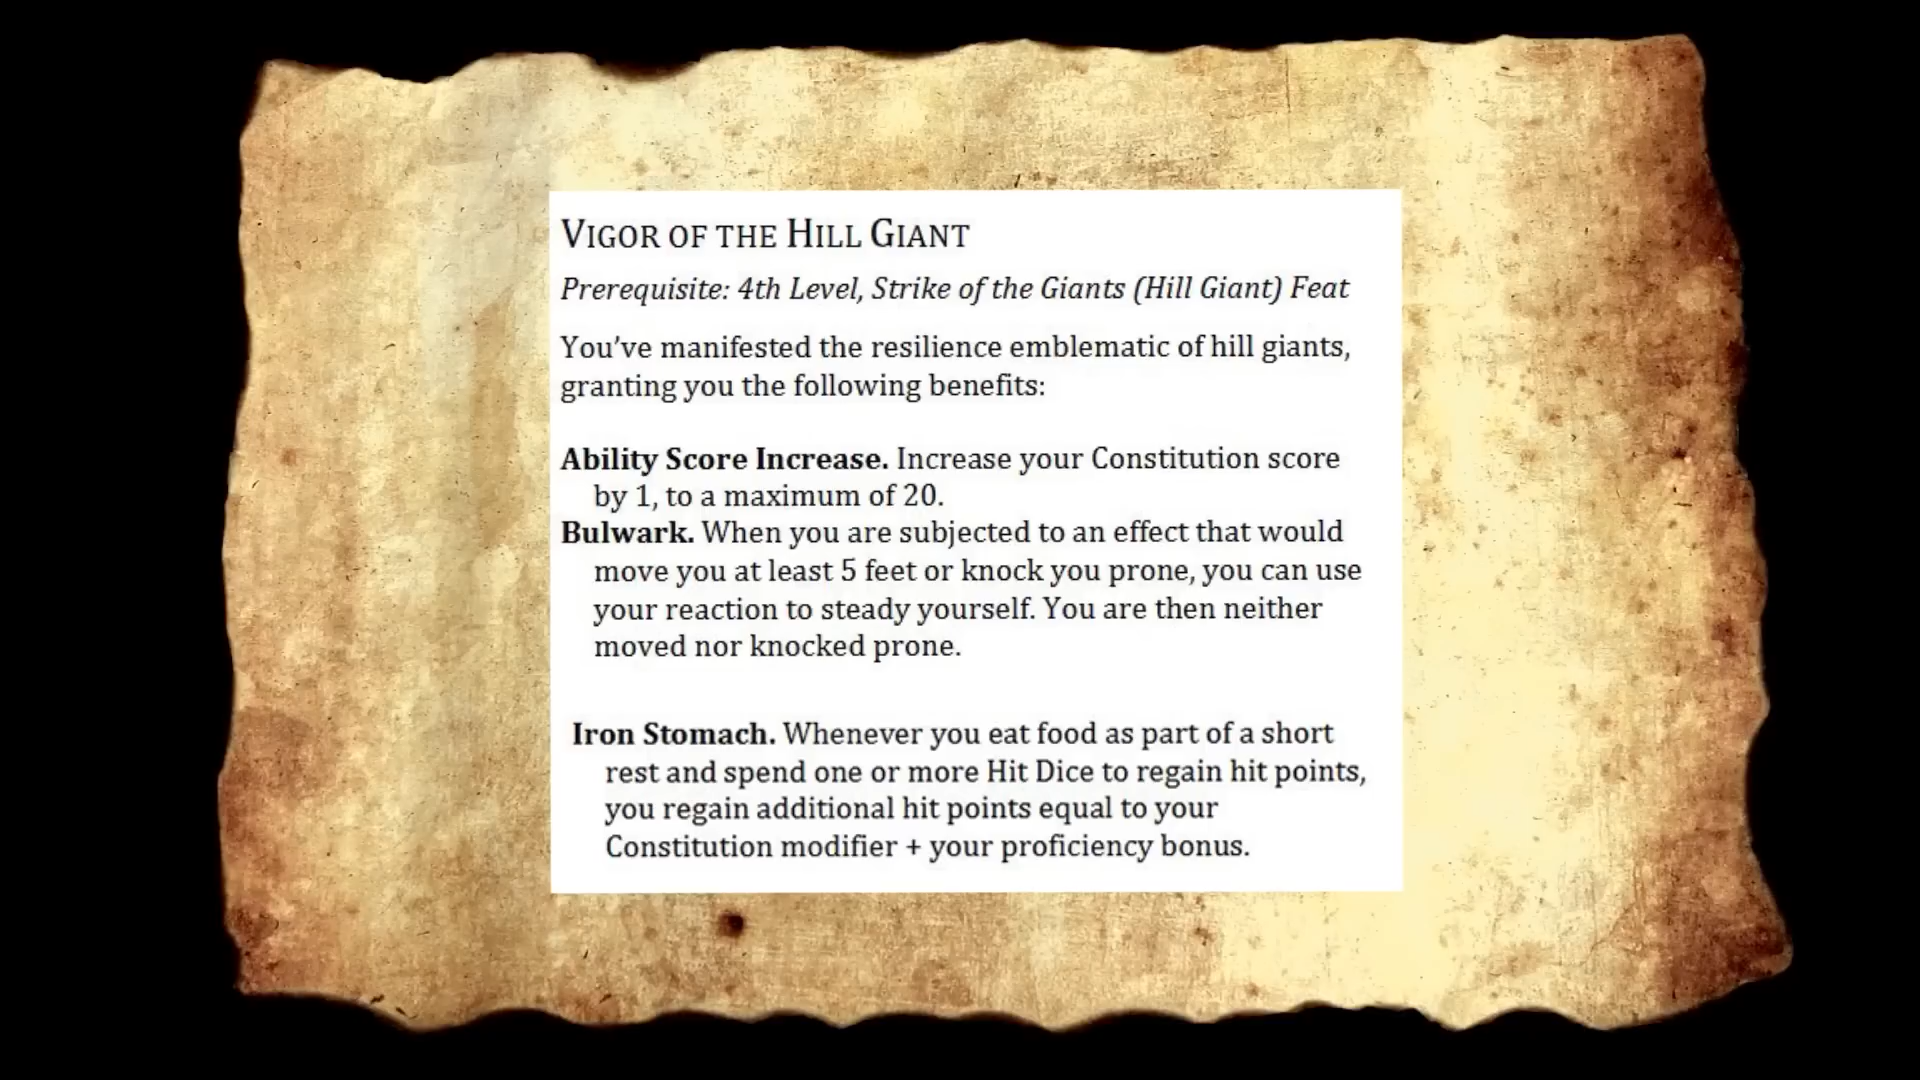 VIGOR OF THE HILL GIANT
Prerequisite: 4th Level, Strike of the Giants (Hill Giant) Feat
You've manifested the resilience emblematic of hill giants,
granting you the following benefits:
Ability Score Increase. Increase your Constitution score
by 1, to a maximum of 20.
Bulwark. When you are subjected to an effect that would
move you at least 5 feet or knock you prone, you can use
your reaction to steady yourself. You are then neither
moved nor knocked prone.
Iron Stomach. Whenever you eat food as part of a short
rest and spend one or more Hit Dice to regain hit points,
you regain additional hit points equal to your
Constitution modifier + your proficiency bonus.